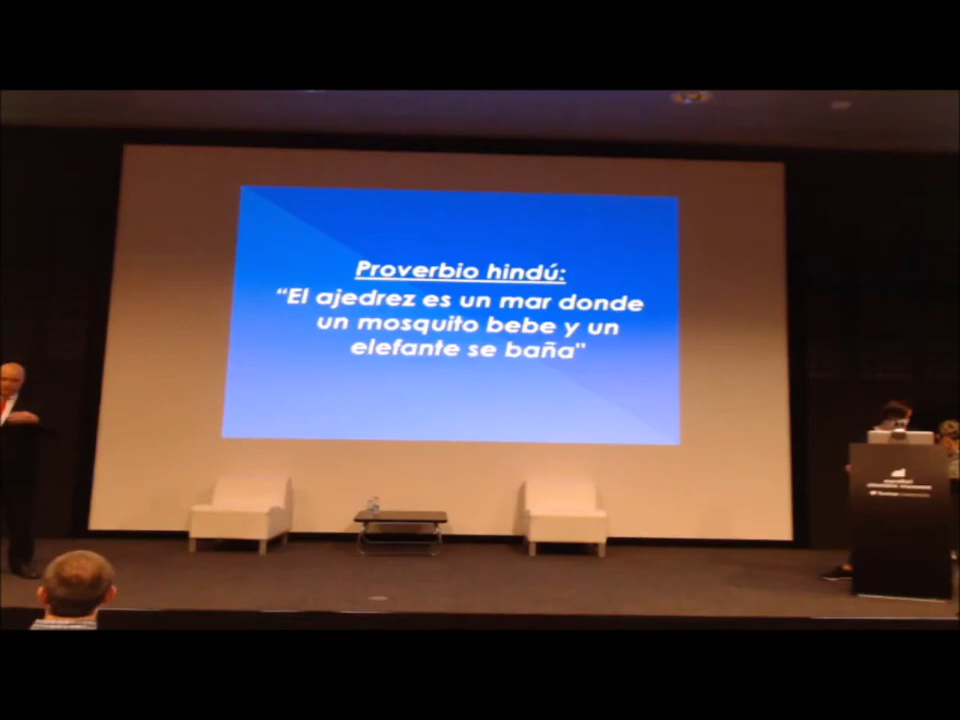 Proverbio hindú:
“El ajedrez es un mar donde
un mosquito bebe y un
elefante se baña"